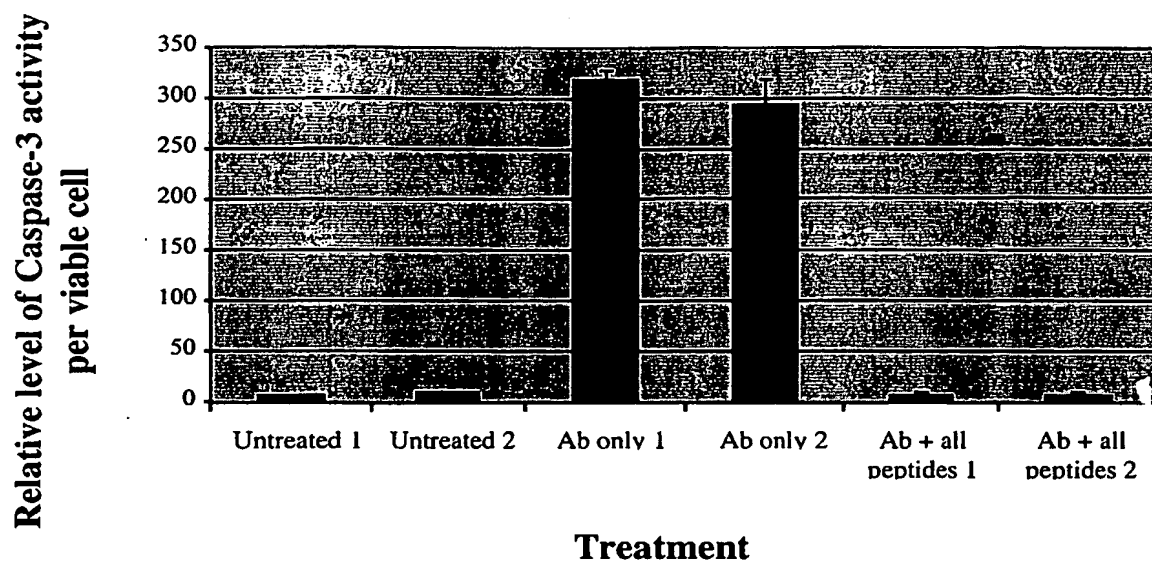 Relative level of Caspase-3 activity
per viable cell
350
300
250
200
150
100
50
0
Untreated 1 Untreated 2 Ab only 1 Ab only 2 Ab + all Ab + all
peptides 1 peptides 2
Treatment